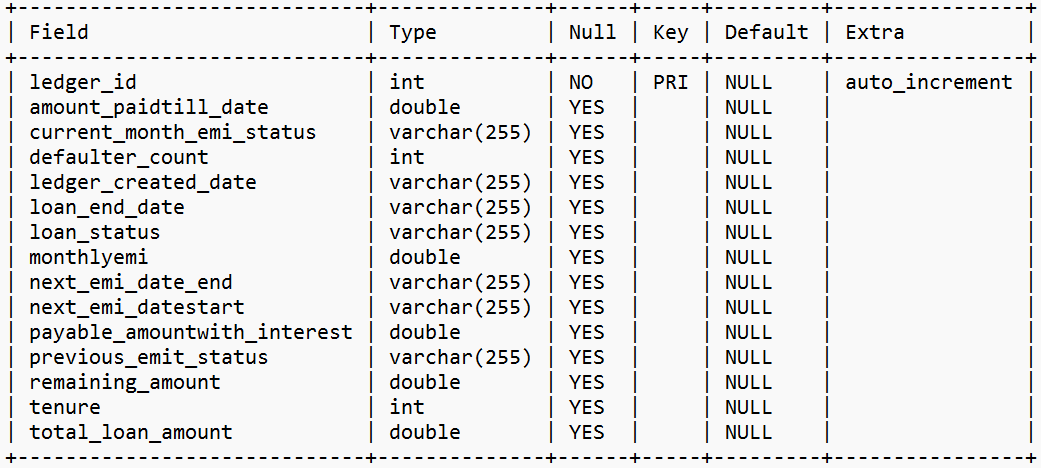 +------------------------------+--------------+------+-----+---------+----------------+
| Field                        | Type         | Null | Key | Default | Extra          |
+------------------------------+--------------+------+-----+---------+----------------+
| ledger_id                    | int          | NO   | PRI | NULL    | auto_increment |
| amount_paidtill_date         | double       | YES  |     | NULL    |                |
| current_month_emi_status     | varchar(255) | YES  |     | NULL    |                |
| defaulter_count              | int          | YES  |     | NULL    |                |
| ledger_created_date          | varchar(255) | YES  |     | NULL    |                |
| loan_end_date                | varchar(255) | YES  |     | NULL    |                |
| loan_status                  | varchar(255) | YES  |     | NULL    |                |
| monthlyemi                   | double       | YES  |     | NULL    |                |
| next_emi_date_end            | varchar(255) | YES  |     | NULL    |                |
| next_emi_datestart           | varchar(255) | YES  |     | NULL    |                |
| payable_amountwith_interest  | double       | YES  |     | NULL    |                |
| previous_emit_status         | varchar(255) | YES  |     | NULL    |                |
| remaining_amount             | double       | YES  |     | NULL    |                |
| tenure                       | int          | YES  |     | NULL    |                |
| total_loan_amount            | double       | YES  |     | NULL    |                |
+------------------------------+--------------+------+-----+---------+----------------+